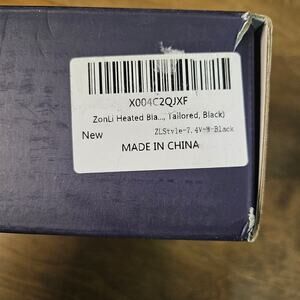 X004C2QJXF
ZonLi Heated Bla..., Tailored, Black)
New
ZLStyle-7.4V-W-Black
MADE IN CHINA